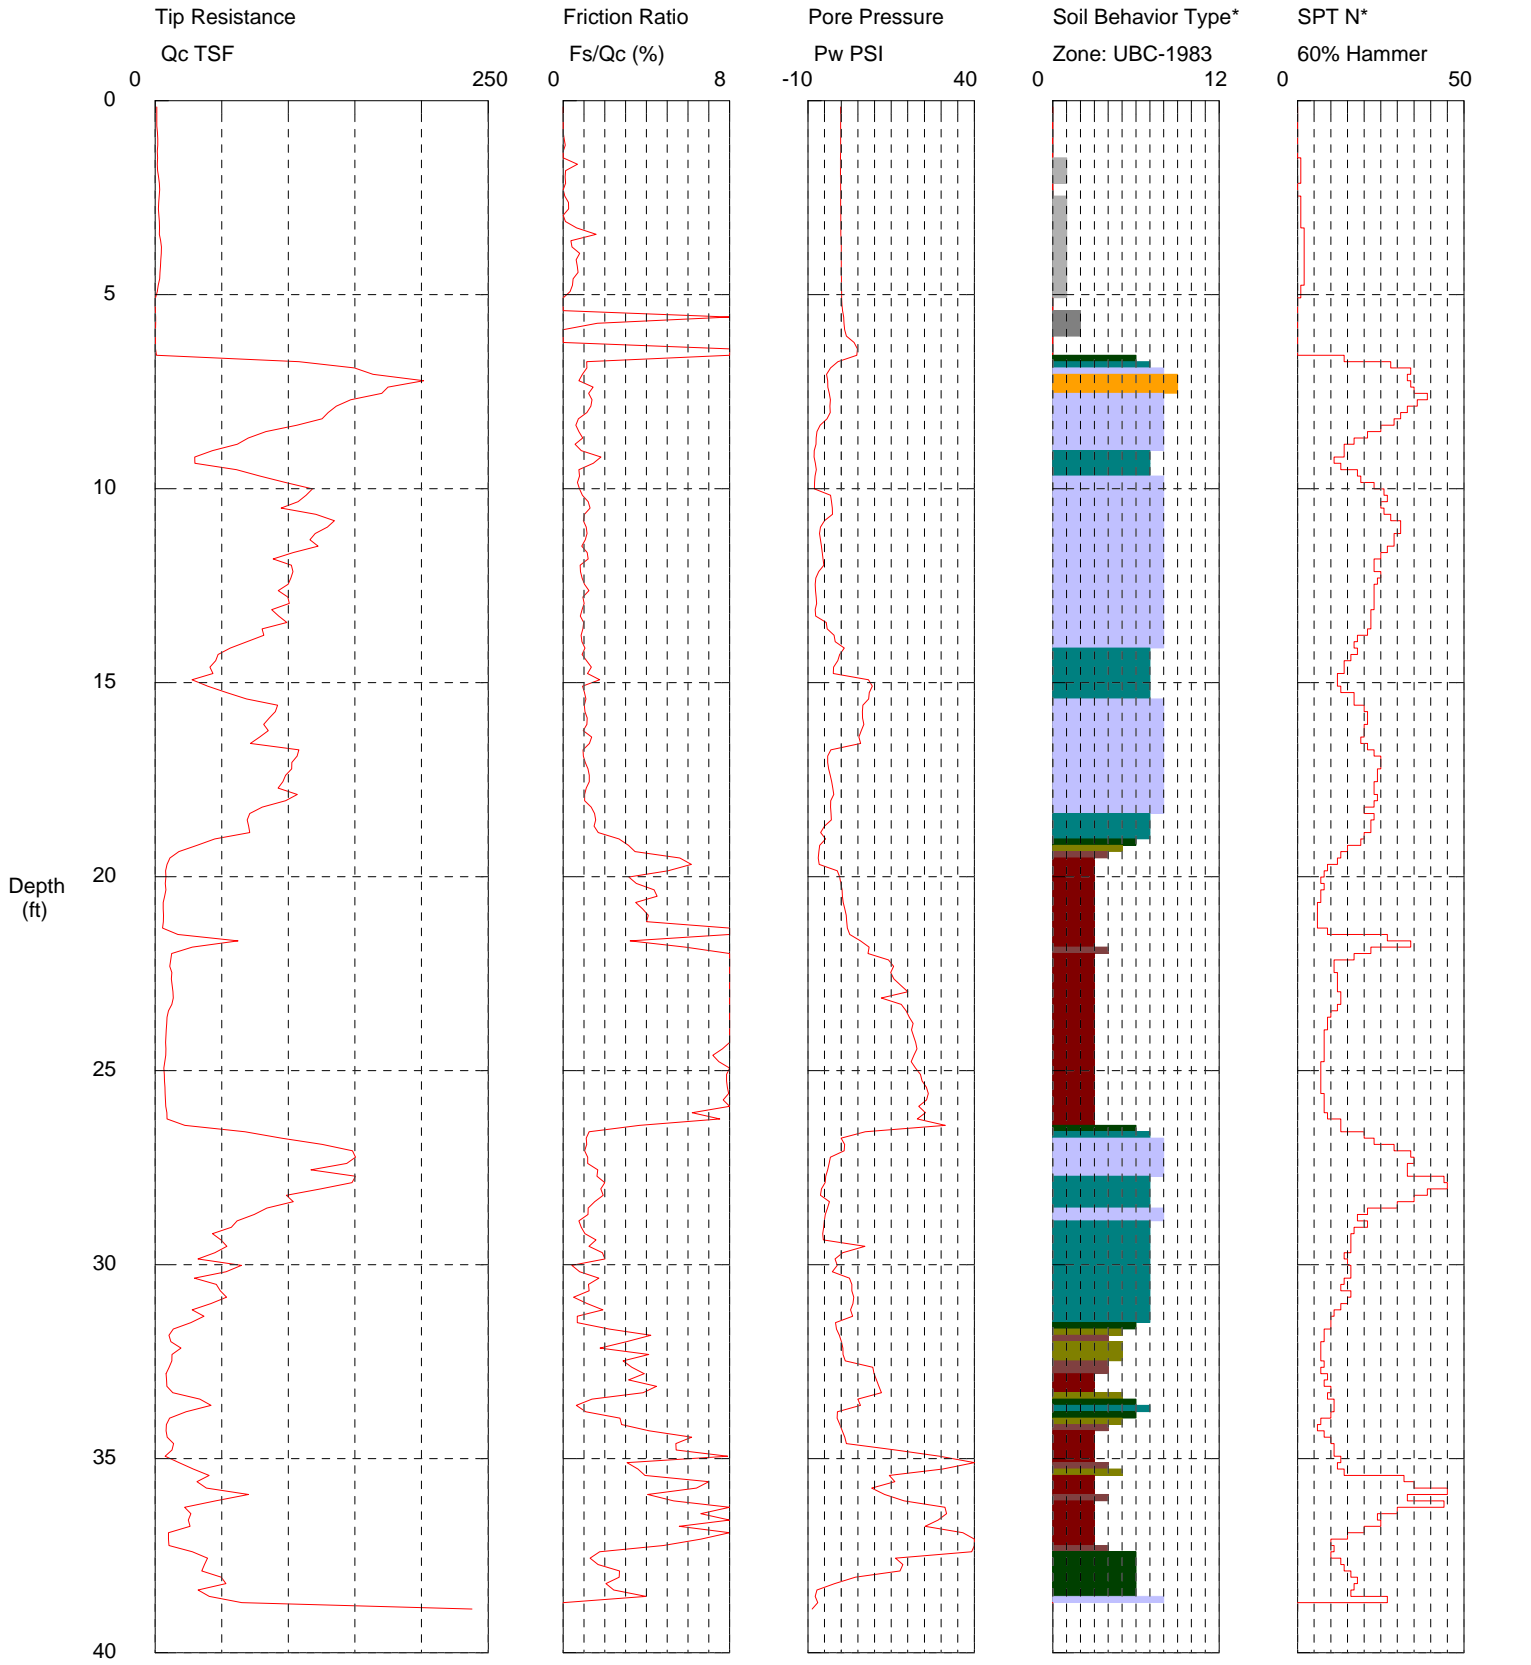 Tip Resistance Friction Ratio Pore Pressure Soil Behavior Type* SPT N*
Qc TSF Fs/Qc (%) Pw PSI Zone: UBC-1983 60% Hammer
0 250 0 8 -10 40 0 12 0 50
0
5
10
15
20
Depth
(ft)
25
30
35
40